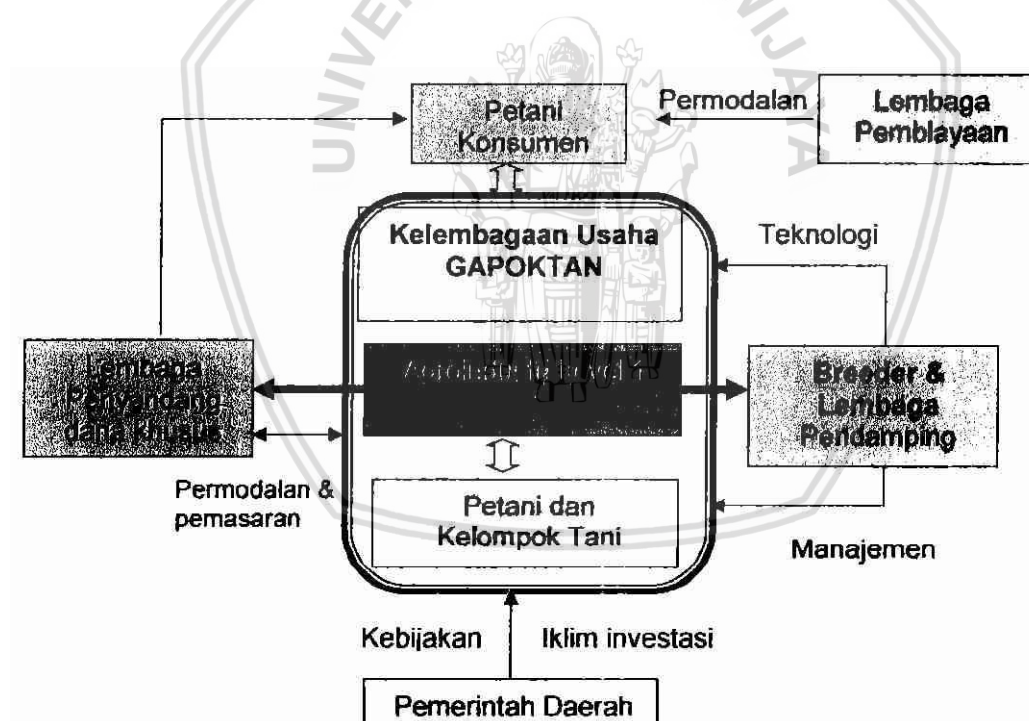 Petani
Konsumen
Permodalan
Lembaga
Pemblayaan
Kelembagaan Usaha
GAPOKTAN
Teknologi
Lembaga
Penyandang
dana khusus
Breeder &
Lembaga
Pendamping
Permodalan &
pemasaran
Petani dan
Kelompok Tani
Manajemen
Kebijakan Iklim investasi
Pemerintah Daerah